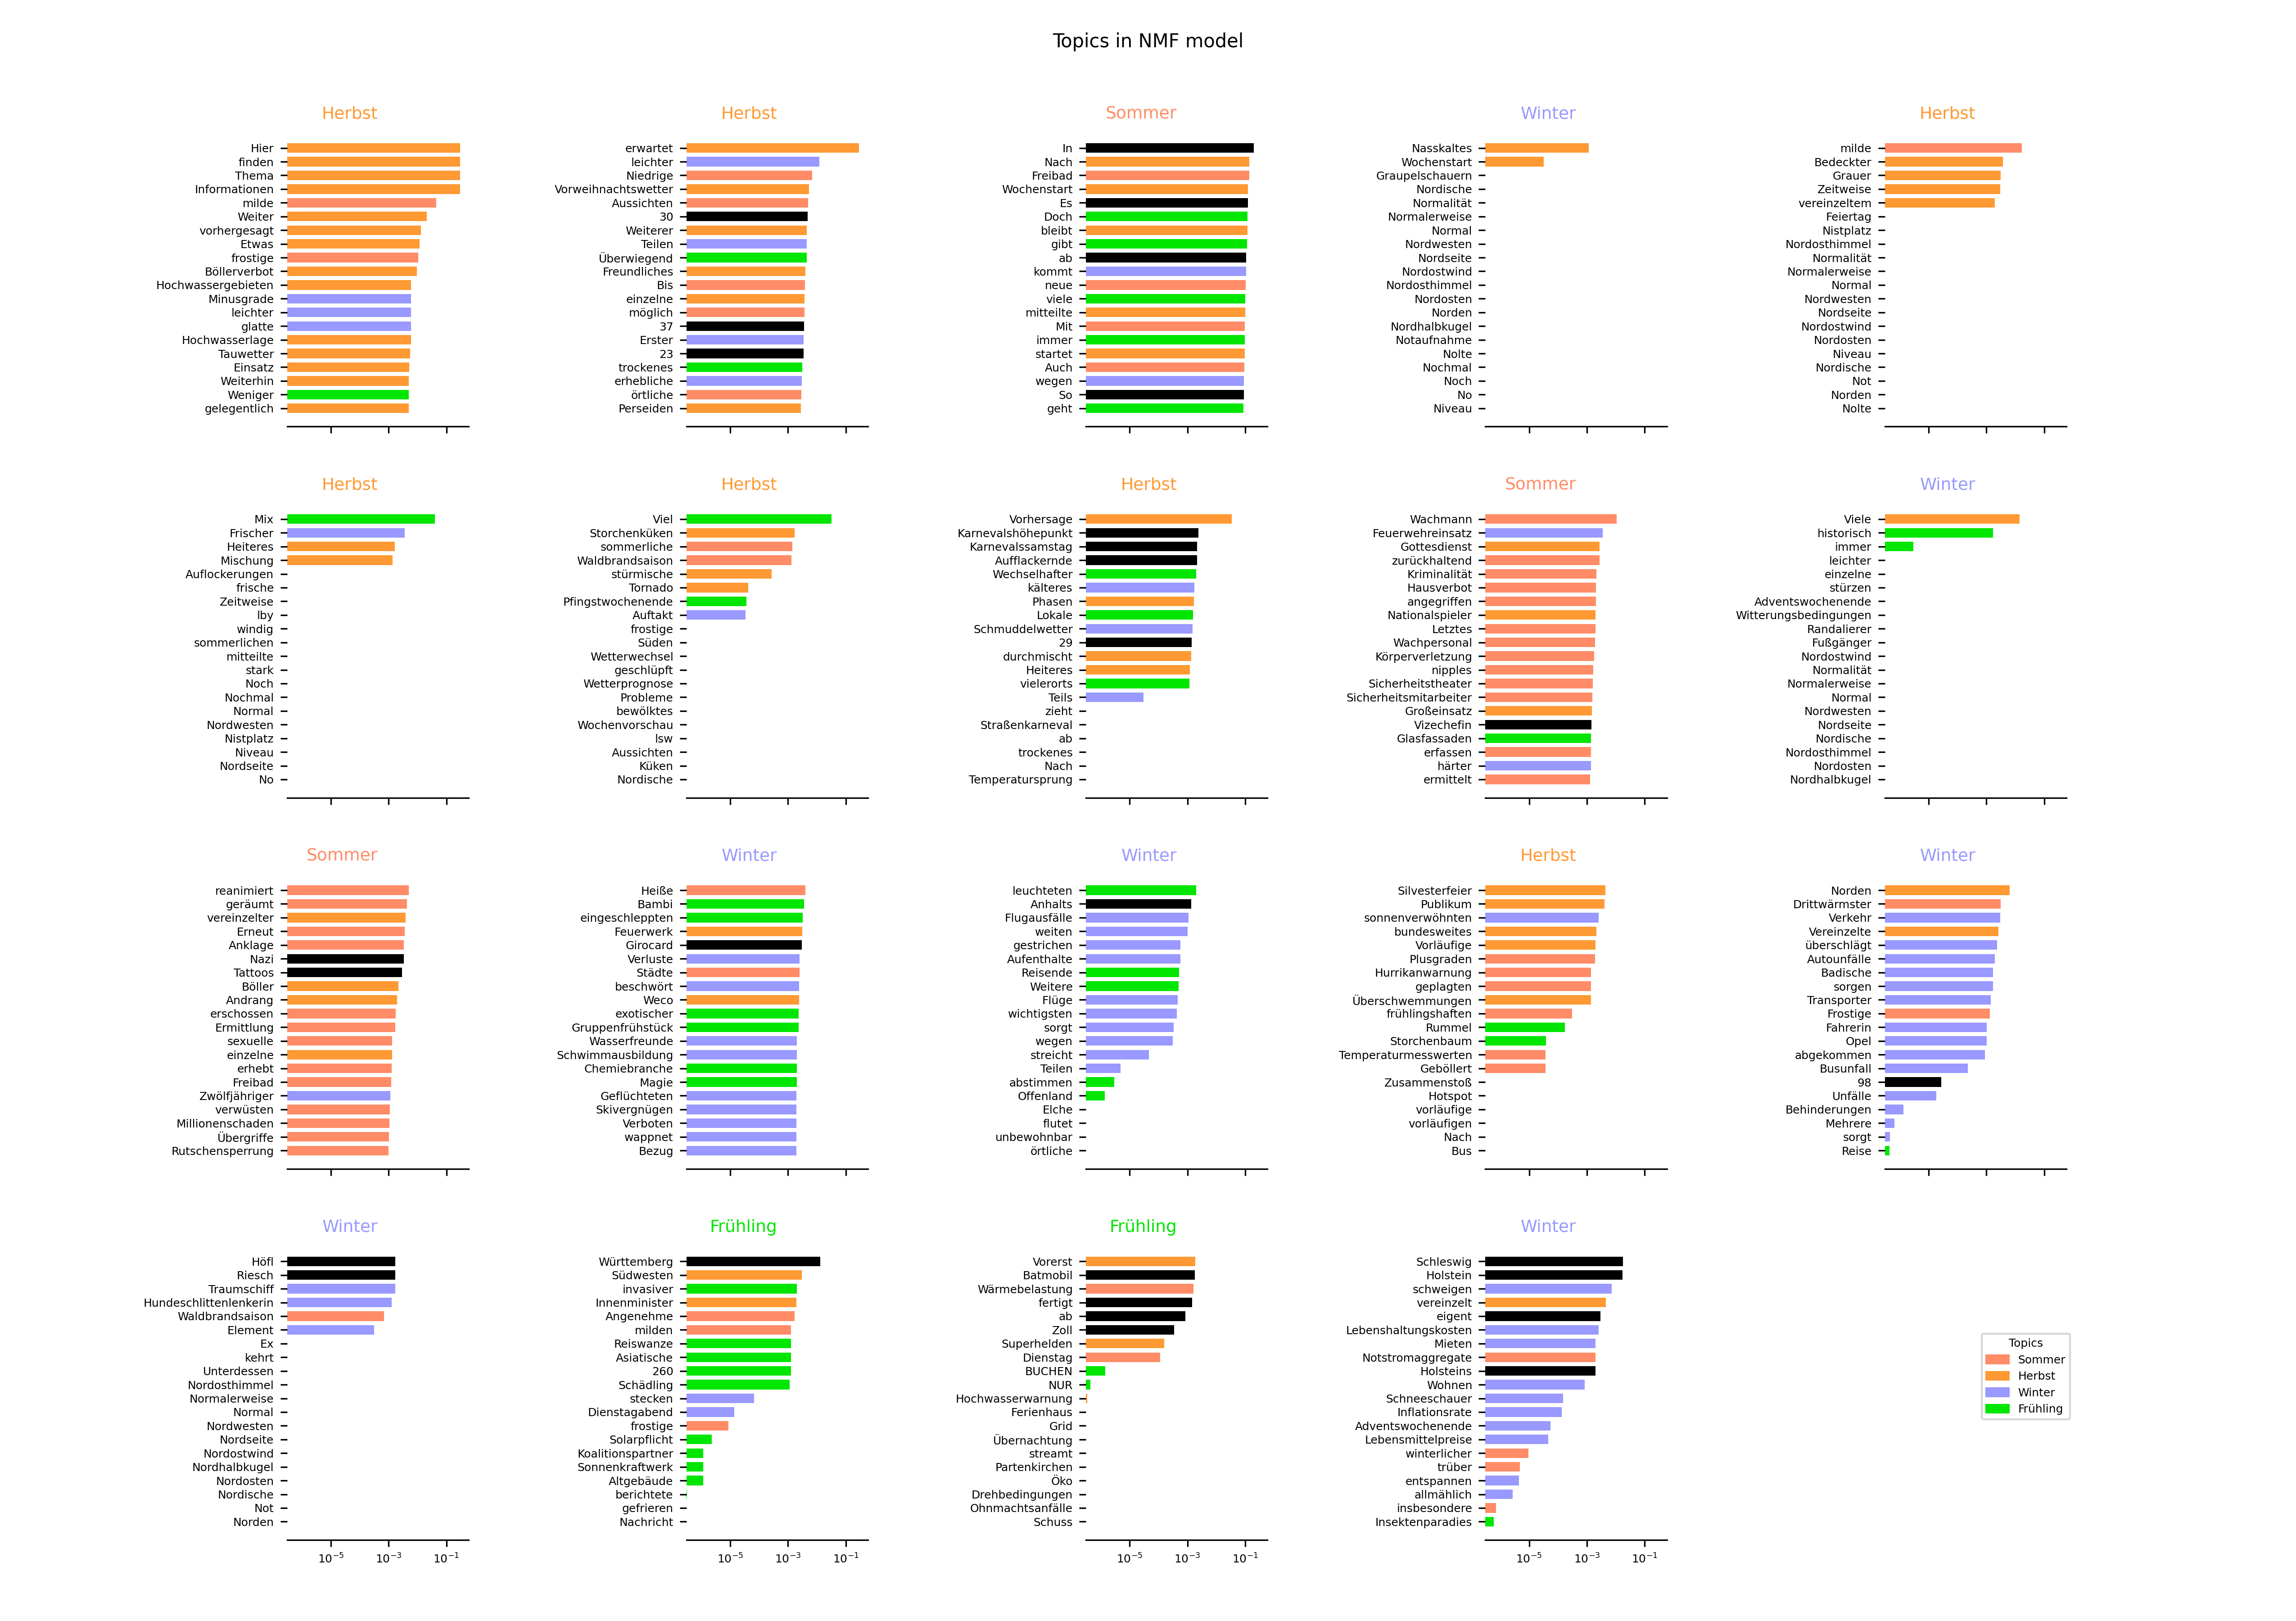 Topics in NMF model
Herbst
Hier
finden
Thema
Informationen
milde
Weiter
vorhergesagt
Etwas
frostige
Böllerverbot
Hochwassergebieten
Minusgrade
leichter
glatte
Hochwasserlage
Tauwetter
Einsatz
Weiterhin
Weniger
gelegentlich
Herbst
erwartet
leichter
Niedrige
Vorweihnachtswetter
Aussichten
30
Weiterer
Teilen
Überwiegend
Freundliches
Bis
einzelne
möglich
37
Erster
23
trockenes
erhebliche
örtliche
Perseiden
Sommer
In
Nach
Freibad
Wochenstart
Es
Doch
bleibt
gibt
ab
kommt
neue
viele
mitteilte
Mit
immer
startet
Auch
wegen
So
geht
Winter
Nasskaltes
Wochenstart
Graupelschauern
Nordische
Normalität
Normalerweise
Normal
Nordwesten
Nordseite
Nordostwind
Nordosthimmel
Nordosten
Norden
Nordhalbkugel
Notaufnahme
Nolte
Nochmal
Noch
No
Niveau
Herbst
milde
Bedeckter
Grauer
Zeitweise
vereinzeltem
Feiertag
Nistplatz
Nordosthimmel
Normalität
Normalerweise
Normal
Nordwesten
Nordseite
Nordostwind
Nordosten
Niveau
Nordische
Not
Norden
Nolte
Herbst
Mix
Frischer
Heiteres
Mischung
Auflockerungen
frische
Zeitweise
lby
windig
sommerlichen
mitteilte
stark
Noch
Nochmal
Normal
Nordwesten
Nistplatz
Niveau
Nordseite
No
Herbst
Viel
Storchenküken
sommerliche
Waldbrandsaison
stürmische
Tornado
Pfingstwochenende
Auftakt
frostige
Süden
Wetterwechsel
geschlüpft
Wetterprognose
Probleme
bewölktes
Wochenvorschau
lsw
Aussichten
Küken
Nordische
Herbst
Vorhersage
Karnevalshöhepunkt
Karnevalssamstag
Aufflackernde
Wechselhafter
kälteres
Phasen
Lokale
Schmuddelwetter
29
durchmischt
Heiteres
vielerorts
Teils
zieht
Straßenkarneval
ab
trockenes
Nach
Temperatursprung
Sommer
Wachmann
Feuerwehreinsatz
Gottesdienst
zurückhaltend
Kriminalität
Hausverbot
angegriffen
Nationalspieler
Letztes
Wachpersonal
Körperverletzung
nipples
Sicherheitstheater
Sicherheitsmitarbeiter
Großeinsatz
Vizechefin
Glasfassaden
erfassen
härter
ermittelt
Winter
Viele
historisch
immer
leichter
einzelne
stürzen
Adventswochenende
Witterungsbedingungen
Randalierer
Fußgänger
Nordostwind
Normalität
Normalerweise
Normal
Nordwesten
Nordseite
Nordische
Nordosthimmel
Nordosten
Nordhalbkugel
Sommer
reanimiert
geräumt
vereinzelter
Erneut
Anklage
Nazi
Tattoos
Böller
Andrang
erschossen
Ermittlung
sexuelle
einzelne
erhebt
Freibad
Zwölfjähriger
verwüsten
Millionenschaden
Übergriffe
Rutschensperrung
Winter
Heiße
Bambi
eingeschleppten
Feuerwerk
Girocard
Verluste
Städte
beschwört
Weco
exotischer
Gruppenfrühstück
Wasserfreunde
Schwimmausbildung
Chemiebranche
Magie
Geflüchteten
Skivergnügen
Verboten
wappnet
Bezug
Winter
leuchteten
Anhalts
Flugausfälle
weiten
gestrichen
Aufenthalte
Reisende
Weitere
Flüge
wichtigsten
sorgt
wegen
streicht
Teilen
abstimmen
Offenland
Elche
flutet
unbewohnbar
örtliche
Herbst
Silvesterfeier
Publikum
sonnenverwöhnten
bundesweites
Vorläufige
Plusgraden
Hurrikanwarnung
geplagten
Überschwemmungen
frühlingshaften
Rummel
Storchenbaum
Temperaturmesswerten
Geböllert
Zusammenstoß
Hotspot
vorläufige
vorläufigen
Nach
Bus
Winter
Norden
Drittwärmster
Verkehr
Vereinzelte
überschlägt
Autounfälle
Badische
sorgen
Transporter
Frostige
Fahrerin
Opel
abgekommen
Busunfall
98
Unfälle
Behinderungen
Mehrere
sorgt
Reise
Winter
Höfl
Riesch
Traumschiff
Hundeschlittenlenkerin
Waldbrandsaison
Element
Ex
kehrt
Unterdessen
Nordosthimmel
Normalerweise
Normal
Nordwesten
Nordseite
Nordostwind
Nordhalbkugel
Nordosten
Nordische
Not
Norden
10⁻⁵ 10⁻³ 10⁻¹
Frühling
Württemberg
Südwesten
invasiver
Innenminister
Angenehme
milden
Reiswanze
Asiatische
260
Schädling
stecken
Dienstagabend
frostige
Solarpflicht
Koalitionspartner
Sonnenkraftwerk
Altgebäude
berichtete
gefrieren
Nachricht
10⁻⁵ 10⁻³ 10⁻¹
Frühling
Vorerst
Batmobil
Wärmebelastung
fertigt
ab
Zoll
Superhelden
Dienstag
BUCHEN
NUR
Hochwasserwarnung
Ferienhaus
Grid
Übernachtung
streamt
Partenkirchen
Öko
Drehbedingungen
Ohnmachtsanfälle
Schuss
10⁻⁵ 10⁻³ 10⁻¹
Winter
Schleswig
Holstein
schweigen
vereinzelt
eigent
Lebenshaltungskosten
Mieten
Notstromaggregate
Holsteins
Wohnen
Schneeschauer
Inflationsrate
Adventswochenende
Lebensmittelpreise
winterlicher
trüber
entspannen
allmählich
insbesondere
Insektenparadies
10⁻⁵ 10⁻³ 10⁻¹
Topics
Sommer
Herbst
Winter
Frühling